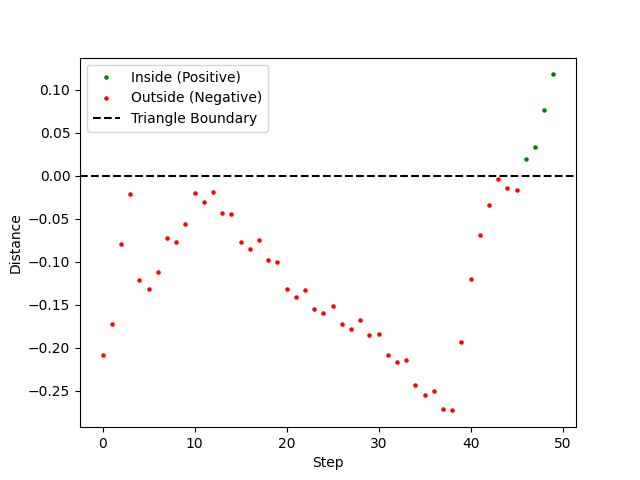 Inside (Positive)
Outside (Negative)
Triangle Boundary
0.10
0.05
0.00
−0.05
−0.10
−0.15
−0.20
−0.25
Distance
0 10 20 30 40 50
Step